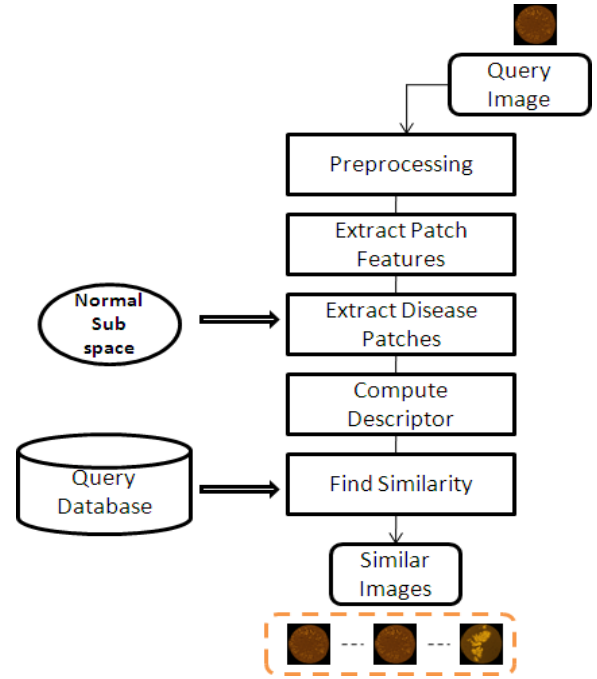 Query
Image
Preprocessing
Extract Patch
Features
Normal
Sub
space
Extract Disease
Patches
Compute
Descriptor
Query
Database
Find Similarity
Similar
Images